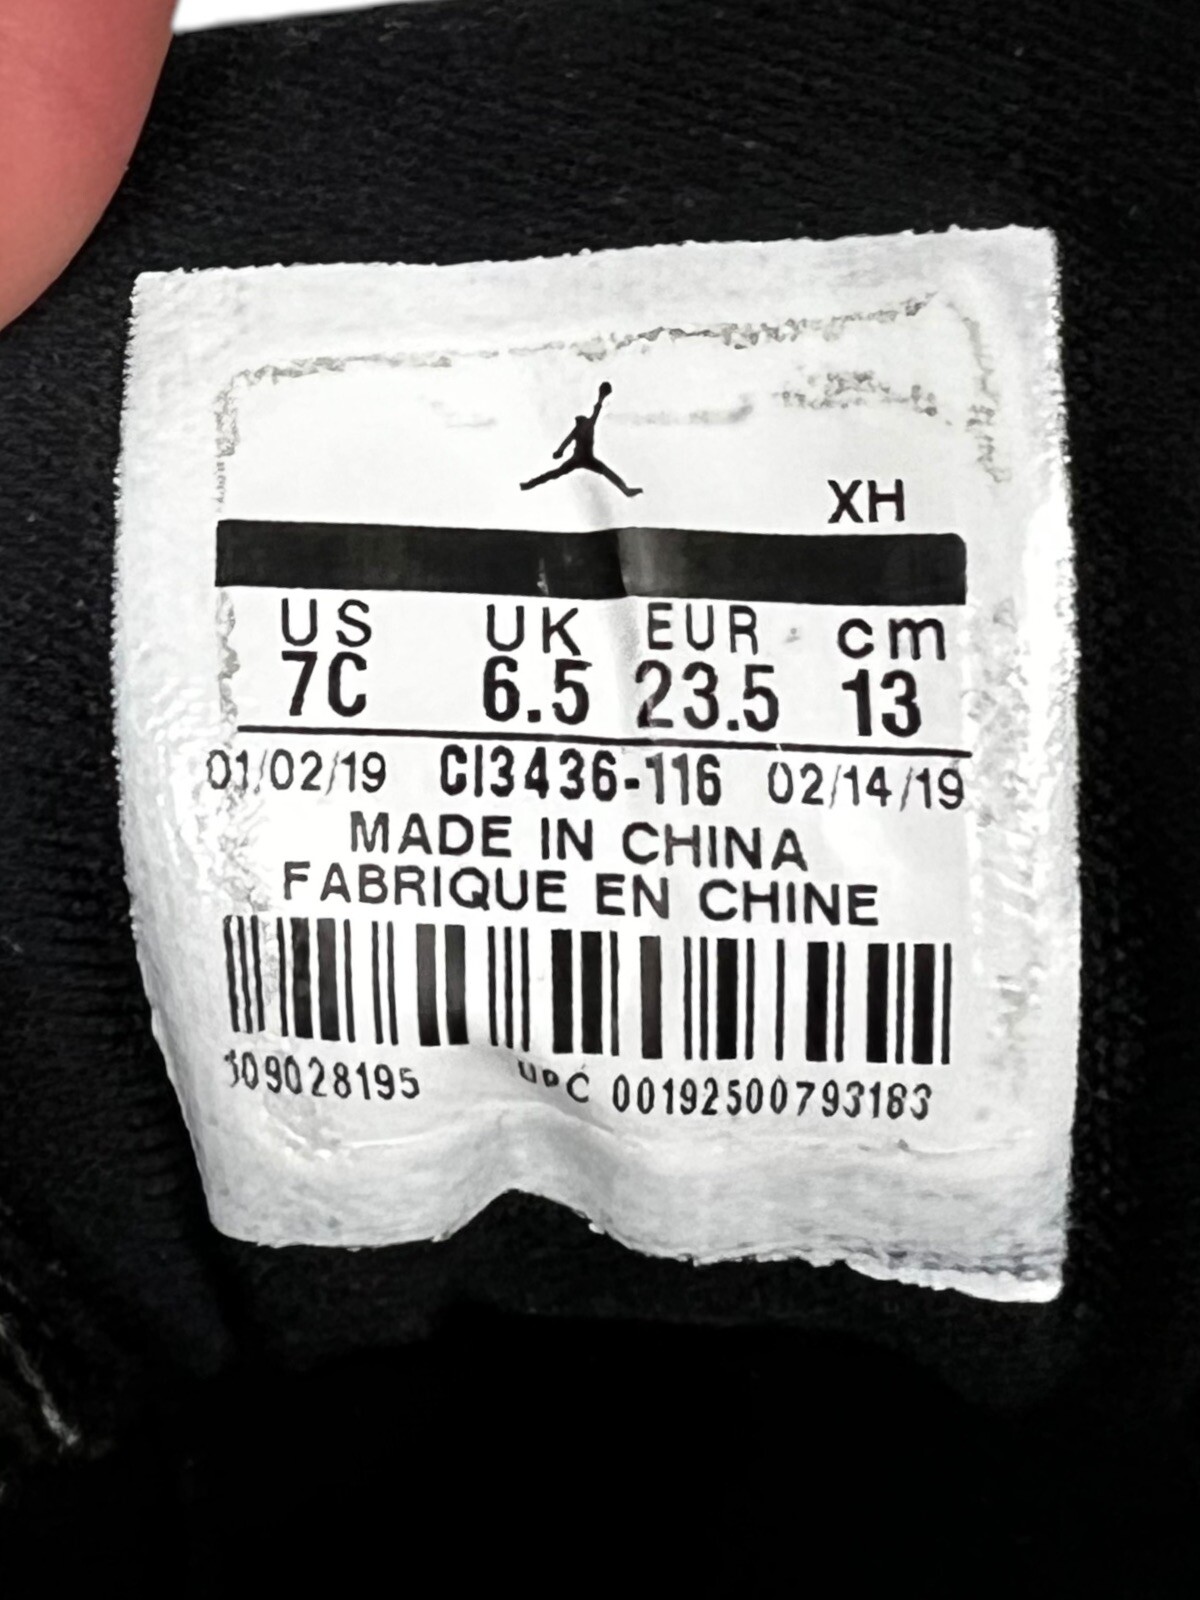 XH
US UK EUR cm
7C 6.5 23.5 13
01/02/19 CI3436-116 02/14/19
MADE IN CHINA
FABRIQUE EN CHINE
UPC 00192500793183